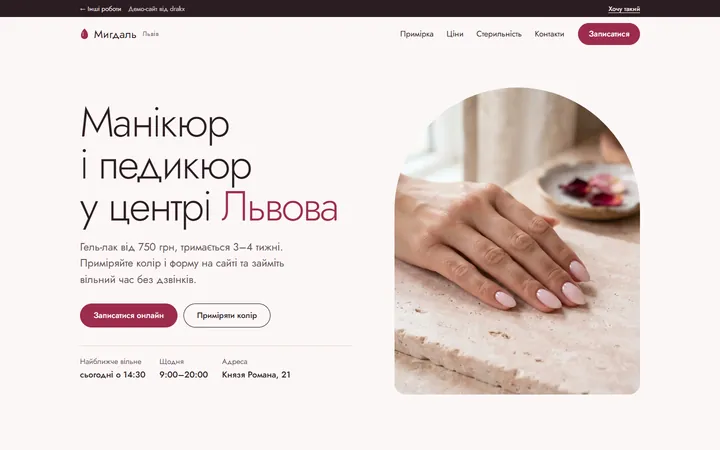 ← Інші роботи Демо-сайт від drakx Хочу такий
Мигдаль Львів Примірка Ціни Стерильність Контакти Записатися
Манікюр
і педикюр
у центрі Львова
Гель-лак від 750 грн, тримається 3–4 тижні.
Приміряйте колір і форму на сайті та займіть
вільний час без дзвінків.
Записатися онлайн Приміряти колір
Найближче вільне Щодня Адреса
сьогодні о 14:30 9:00–20:00 Князя Романа, 21